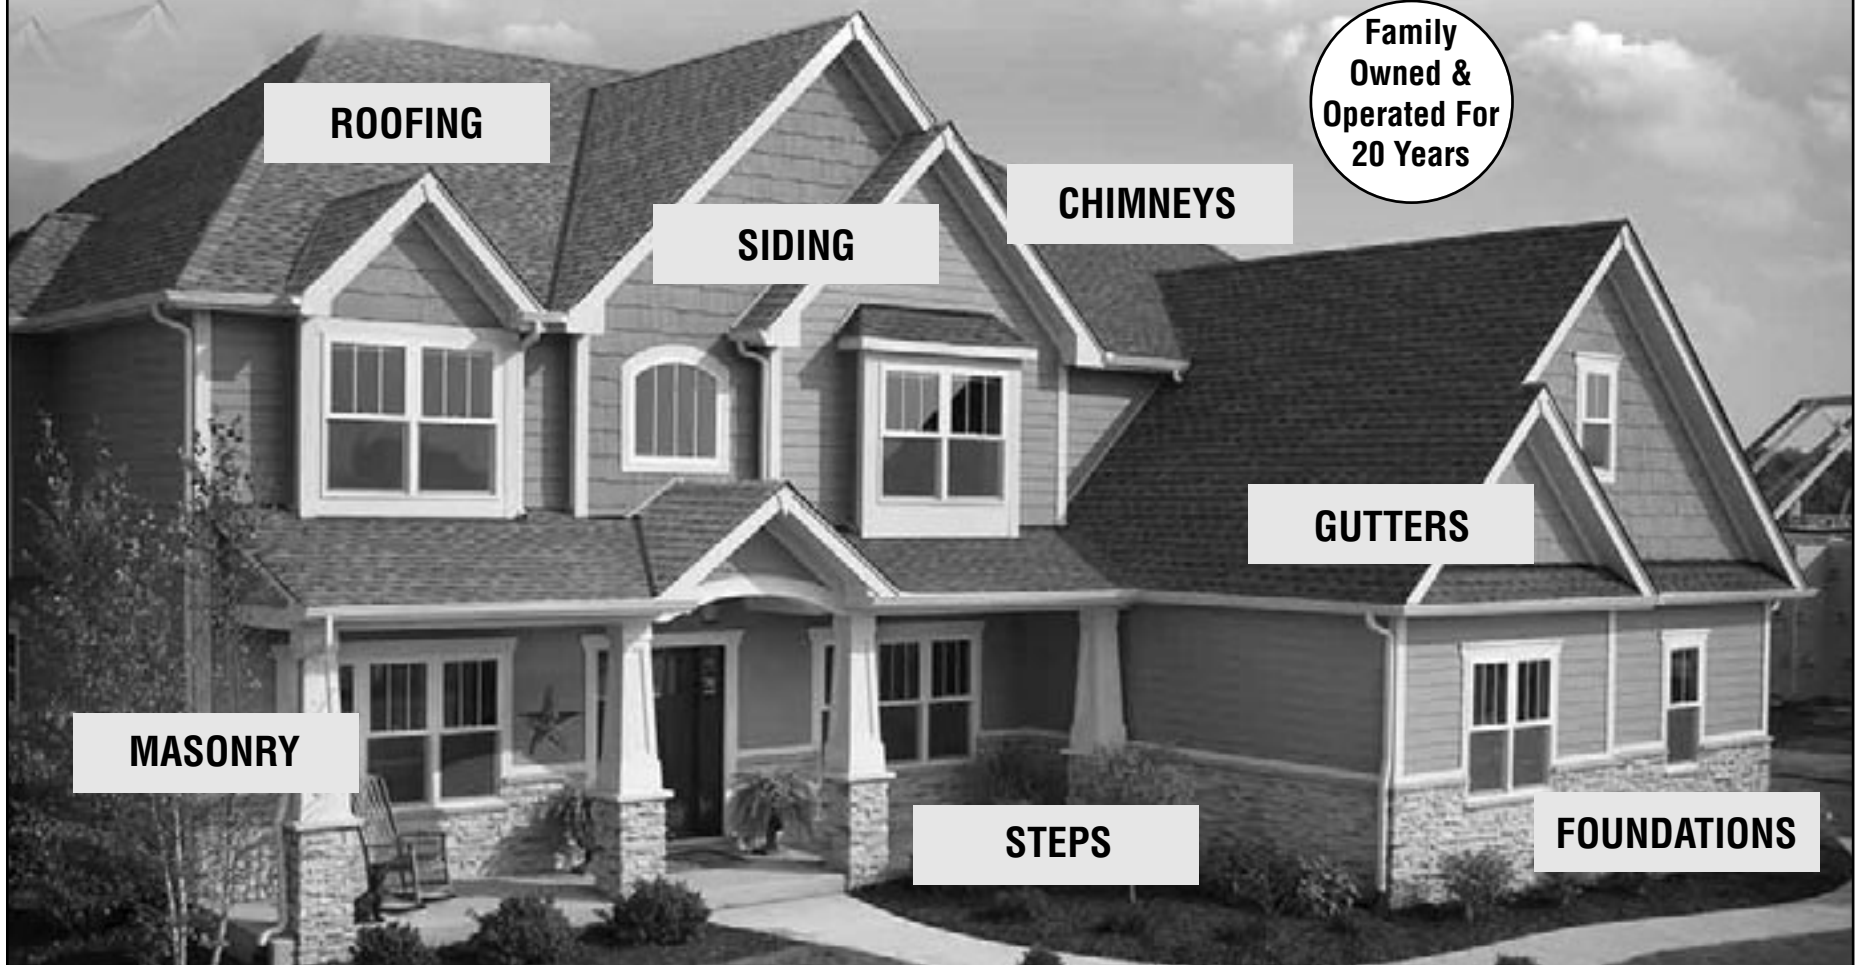 Family
Owned &
Operated For
20 Years
ROOFING
CHIMNEYS
SIDING
GUTTERS
MASONRY
STEPS
FOUNDATIONS